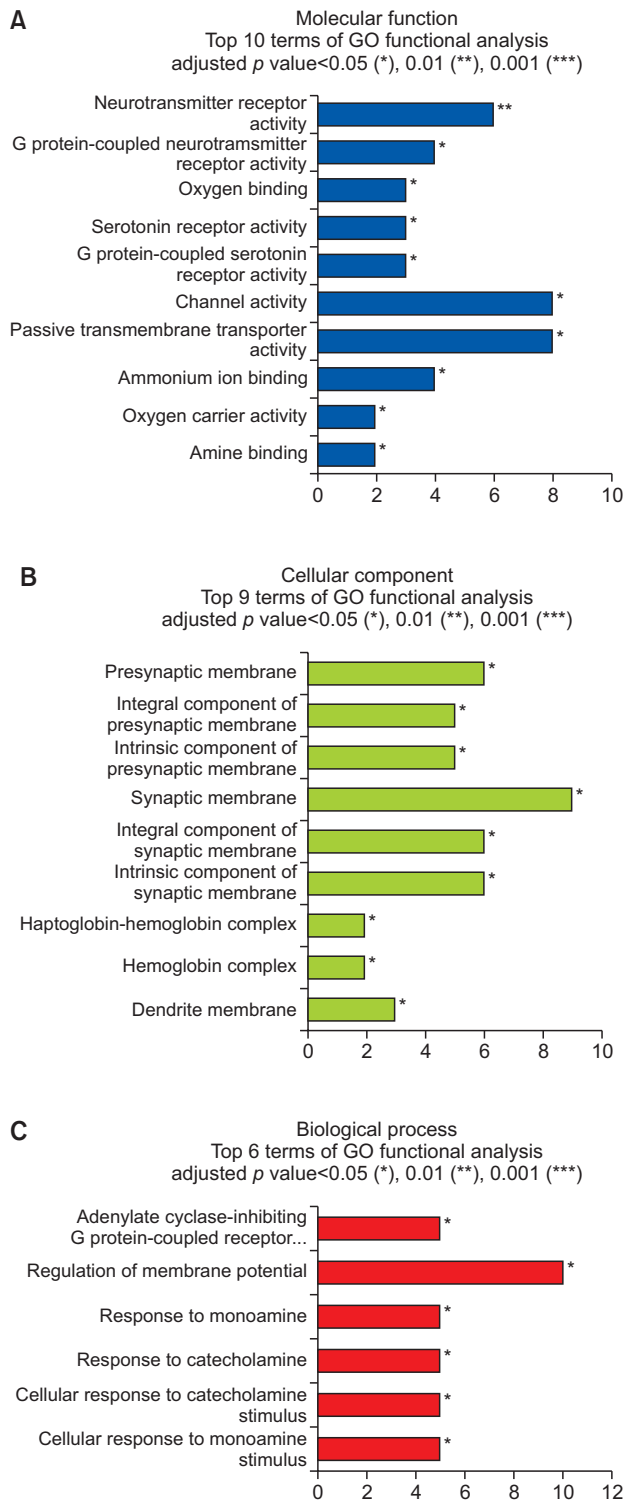 A
Molecular function
Top 10 terms of GO functional analysis
adjusted p value<0.05 (*), 0.01 (**), 0.001 (***)
Neurotransmitter receptor
activity
**
G protein-coupled neurotramsmitter
receptor activity
*
Oxygen binding
*
Serotonin receptor activity
*
G protein-coupled serotonin
receptor activity
*
Channel activity
*
Passive transmembrane transporter
activity
*
Ammonium ion binding
*
Oxygen carrier activity
*
Amine binding
*
0 2 4 6 8 10
B
Cellular component
Top 9 terms of GO functional analysis
adjusted p value<0.05 (*), 0.01 (**), 0.001 (***)
Presynaptic membrane
*
Integral component of
presynaptic membrane
*
Intrinsic component of
presynaptic membrane
*
Synaptic membrane
*
Integral component of
synaptic membrane
*
Intrinsic component of
synaptic membrane
*
Haptoglobin-hemoglobin complex
*
Hemoglobin complex
*
Dendrite membrane
*
0 2 4 6 8 10
C
Biological process
Top 6 terms of GO functional analysis
adjusted p value<0.05 (*), 0.01 (**), 0.001 (***)
Adenylate cyclase-inhibiting
G protein-coupled receptor...
*
Regulation of membrane potential
*
Response to monoamine
*
Response to catecholamine
*
Cellular response to catecholamine
stimulus
*
Cellular response to monoamine
stimulus
*
0 2 4 6 8 10 12